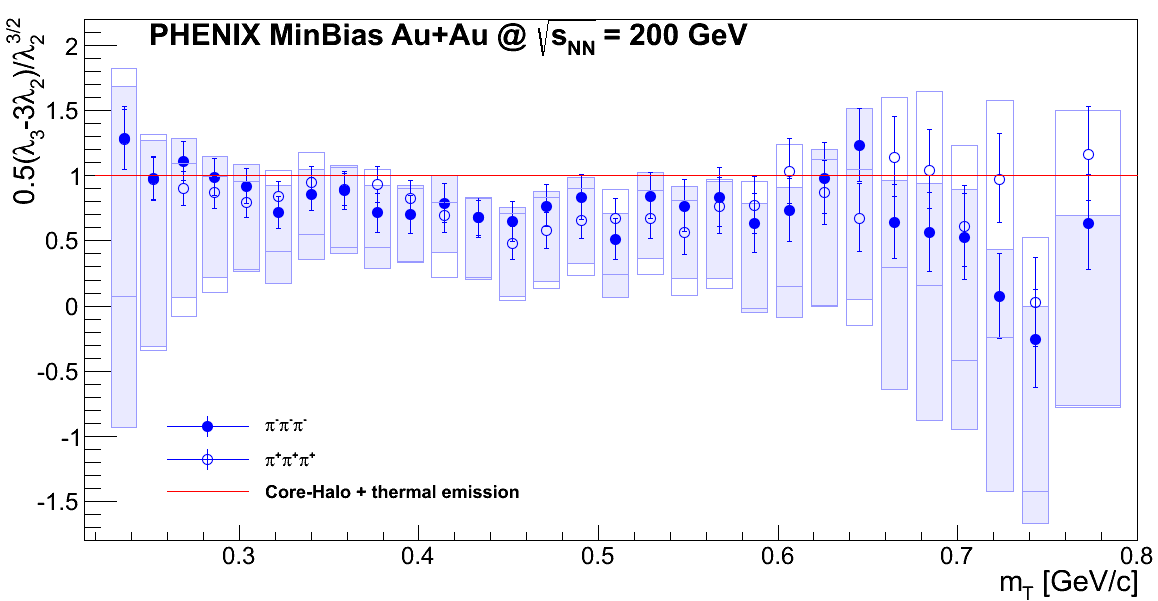 PHENIX MinBias Au+Au @ √sNN = 200 GeV
0.5(λ3-3λ2)/λ2^3/2
2
1.5
1
0.5
0
-0.5
-1
-1.5
π-π-π-
π+π+π+
Core-Halo + thermal emission
0.3 0.4 0.5 0.6 0.7 0.8
mT [GeV/c]